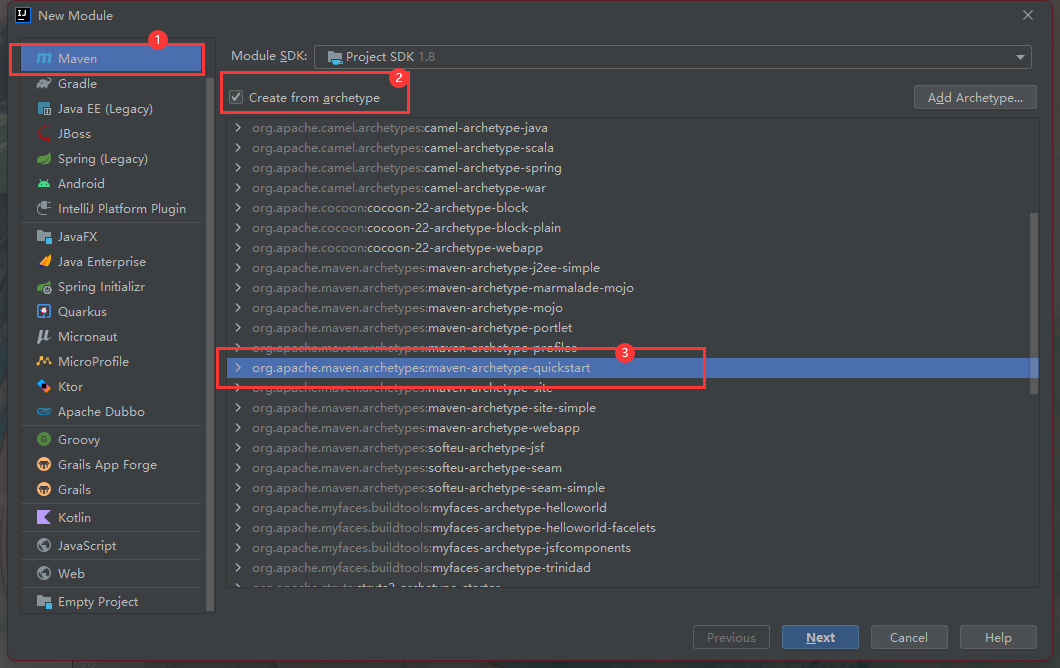 New Module
1
Maven
Gradle
Java EE (Legacy)
JBoss
Spring (Legacy)
Android
IntelliJ Platform Plugin
JavaFX
Java Enterprise
Spring Initializr
Quarkus
Micronaut
MicroProfile
Ktor
Apache Dubbo
Groovy
Grails App Forge
Grails
Kotlin
JavaScript
Web
Empty Project
Module SDK: Project SDK 1.8
2
Create from archetype
Add Archetype...
org.apache.camel.archetypes:camel-archetype-java
org.apache.camel.archetypes:camel-archetype-scala
org.apache.camel.archetypes:camel-archetype-spring
org.apache.camel.archetypes:camel-archetype-war
org.apache.cocoon:cocoon-22-archetype-block
org.apache.cocoon:cocoon-22-archetype-block-plain
org.apache.cocoon:cocoon-22-archetype-webapp
org.apache.maven.archetypes:maven-archetype-j2ee-simple
org.apache.maven.archetypes:maven-archetype-marmalade-mojo
org.apache.maven.archetypes:maven-archetype-mojo
org.apache.maven.archetypes:maven-archetype-portlet
org.apache.maven.archetypes:maven-archetype-profiles
3
org.apache.maven.archetypes:maven-archetype-quickstart
org.apache.maven.archetypes:maven-archetype-site
org.apache.maven.archetypes:maven-archetype-site-simple
org.apache.maven.archetypes:maven-archetype-webapp
org.apache.maven.archetypes:softeu-archetype-jsf
org.apache.maven.archetypes:softeu-archetype-seam
org.apache.maven.archetypes:softeu-archetype-seam-simple
org.apache.myfaces.buildtools:myfaces-archetype-helloworld
org.apache.myfaces.buildtools:myfaces-archetype-helloworld-facelets
org.apache.myfaces.buildtools:myfaces-archetype-jsfcomponents
org.apache.myfaces.buildtools:myfaces-archetype-trinidad
org.apache.struts:struts2-archetype-starter
Previous
Next
Cancel
Help